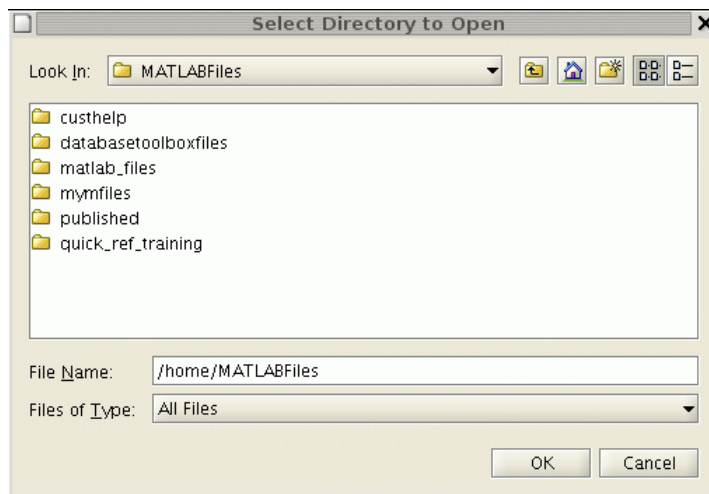 Select Directory to Open
Look In: MATLABFiles
custhelp
databasetoolboxfiles
matlab_files
mymfiles
published
quick_ref_training
File Name: /home/MATLABFiles
Files of Type: All Files
OK Cancel